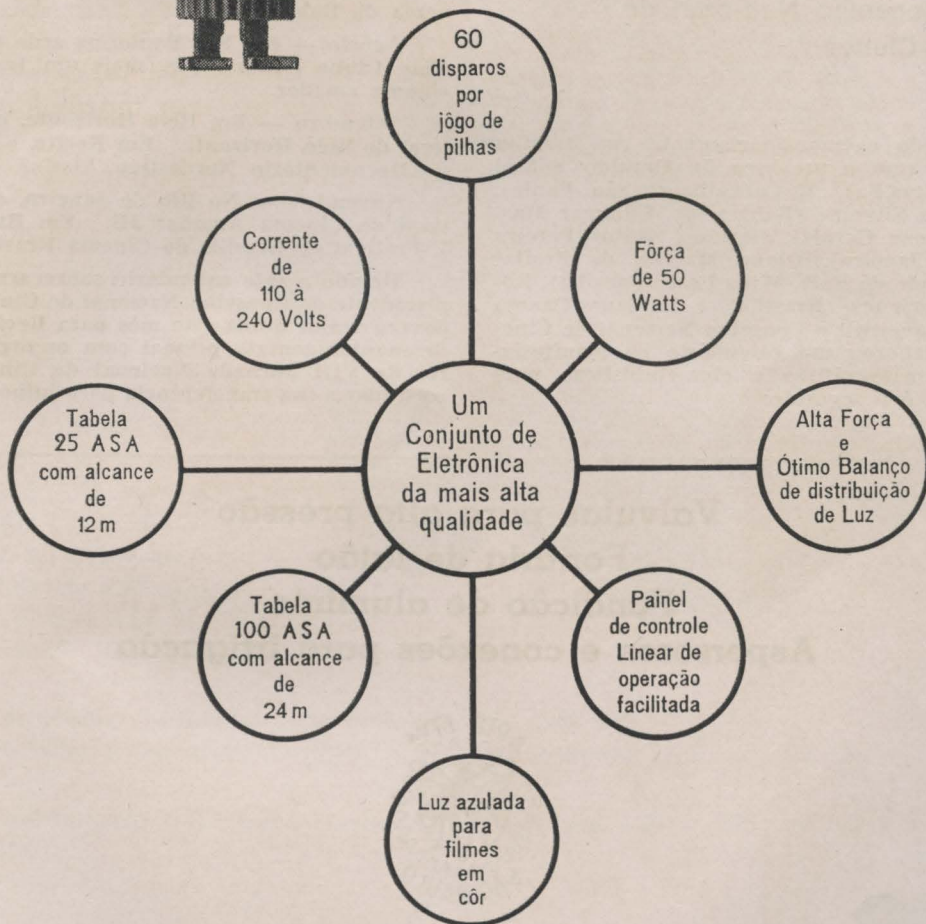 60
disparos
por
jôgo de
pilhas
Corrente
de
110 à
240 Volts
Fôrça
de 50
Watts
Tabela
25 ASA
com alcance
de
12 m
Um
Conjunto de
Eletrônica
da mais alta
qualidade
Alta Força
e
Ótimo Balanço
de distribuição
de Luz
Tabela
100 ASA
com alcance
de
24 m
Painel
de controle
Linear de
operação
facilitada
Luz azulada
para
filmes
em
côr